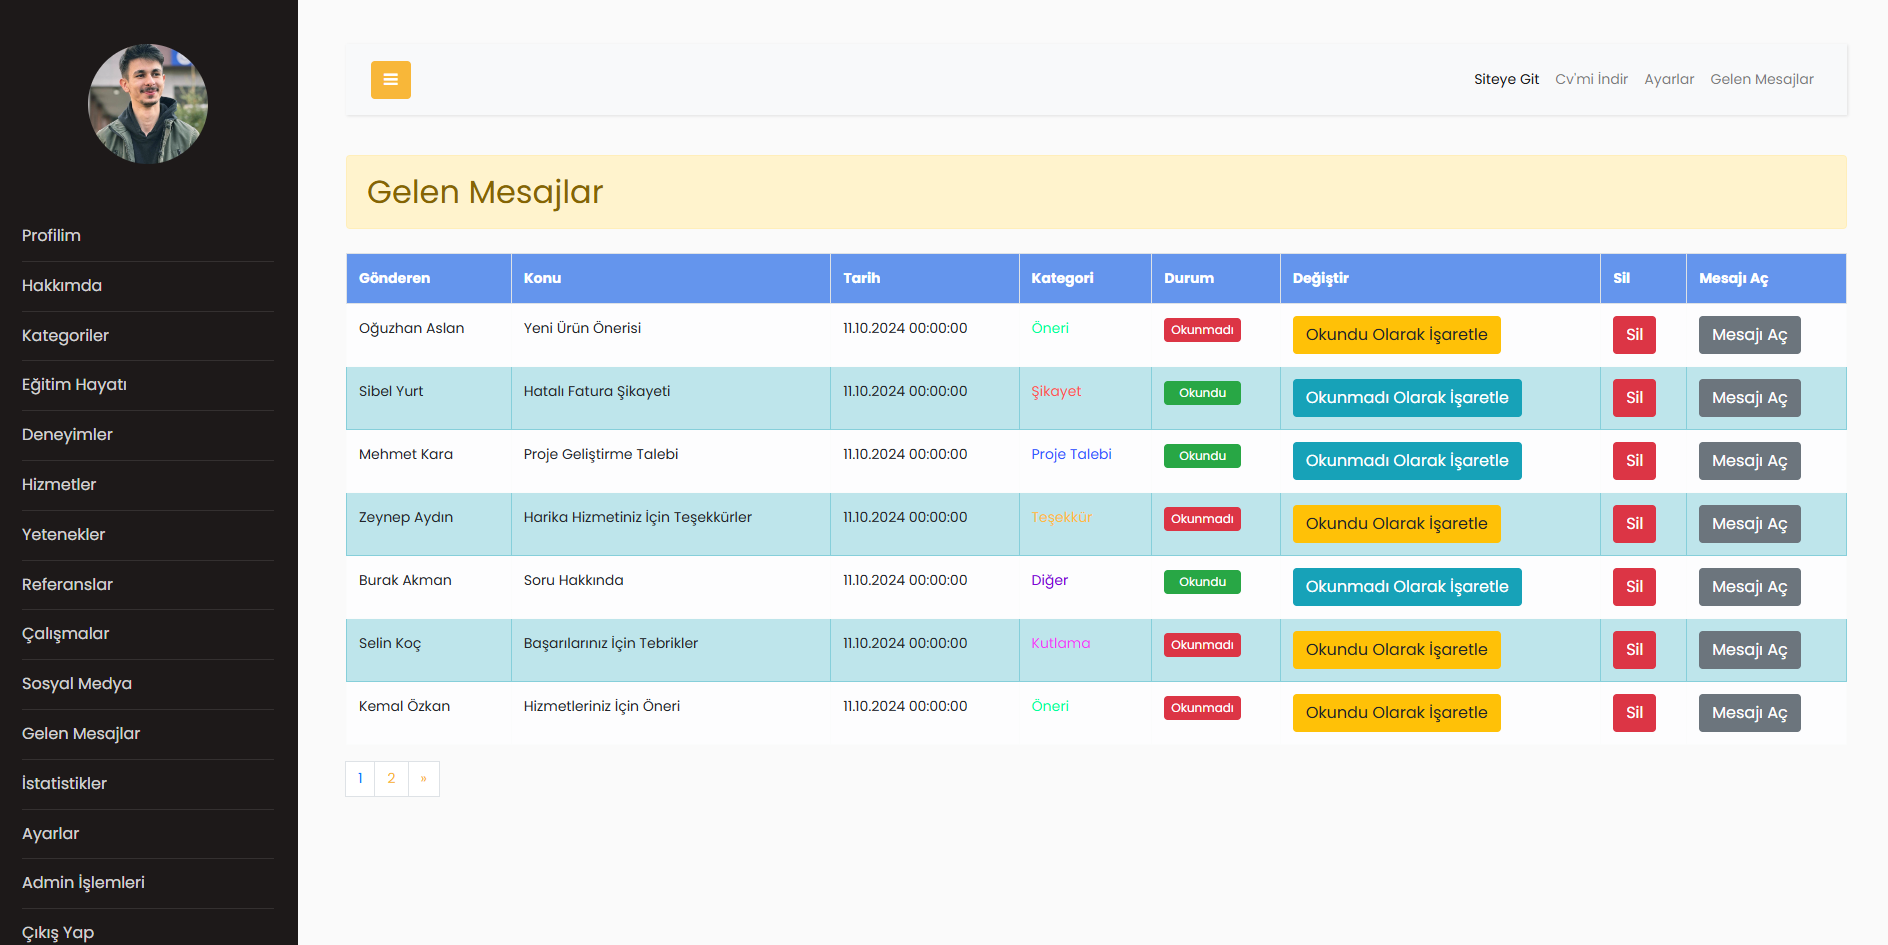 Profilim
Hakkımda
Kategoriler
Eğitim Hayatı
Deneyimler
Hizmetler
Yetenekler
Referanslar
Çalışmalar
Sosyal Medya
Gelen Mesajlar
İstatistikler
Ayarlar
Admin İşlemleri
Çıkış Yap
Siteye Git Cv'mi İndir Ayarlar Gelen Mesajlar
Gelen Mesajlar
Gönderen Konu Tarih Kategori Durum Değiştir Sil Mesajı Aç
Oğuzhan Aslan Yeni Ürün Önerisi 11.10.2024 00:00:00 Öneri Okunmadı Okundu Olarak İşaretle Sil Mesajı Aç
Sibel Yurt Hatalı Fatura Şikayeti 11.10.2024 00:00:00 Şikayet Okundu Okunmadı Olarak İşaretle Sil Mesajı Aç
Mehmet Kara Proje Geliştirme Talebi 11.10.2024 00:00:00 Proje Talebi Okundu Okunmadı Olarak İşaretle Sil Mesajı Aç
Zeynep Aydın Harika Hizmetiniz İçin Teşekkürler 11.10.2024 00:00:00 Teşekkür Okunmadı Okundu Olarak İşaretle Sil Mesajı Aç
Burak Akman Soru Hakkında 11.10.2024 00:00:00 Diğer Okundu Okunmadı Olarak İşaretle Sil Mesajı Aç
Selin Koç Başarılarınız İçin Tebrikler 11.10.2024 00:00:00 Kutlama Okunmadı Okundu Olarak İşaretle Sil Mesajı Aç
Kemal Özkan Hizmetleriniz İçin Öneri 11.10.2024 00:00:00 Öneri Okunmadı Okundu Olarak İşaretle Sil Mesajı Aç
1 2 »